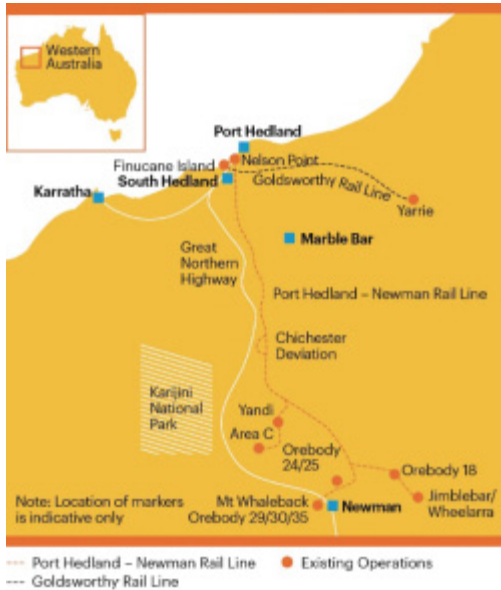 Western
Australia
Port Hedland
Finucane Island
Nelson Point
South Hedland
Goldsworthy Rail Line
Karratha
Yarrie
Marble Bar
Great
Northern
Highway
Port Hedland – Newman Rail Line
Chichester
Deviation
Karijini
National
Park
Yandi
Area C
Orebody
24/25
Orebody 18
Note: Location of markers
is indicative only
Mt Whaleback
Orebody 29/30/35
Newman
Jimblebar/
Wheelarra
Port Hedland – Newman Rail Line
Existing Operations
Goldsworthy Rail Line